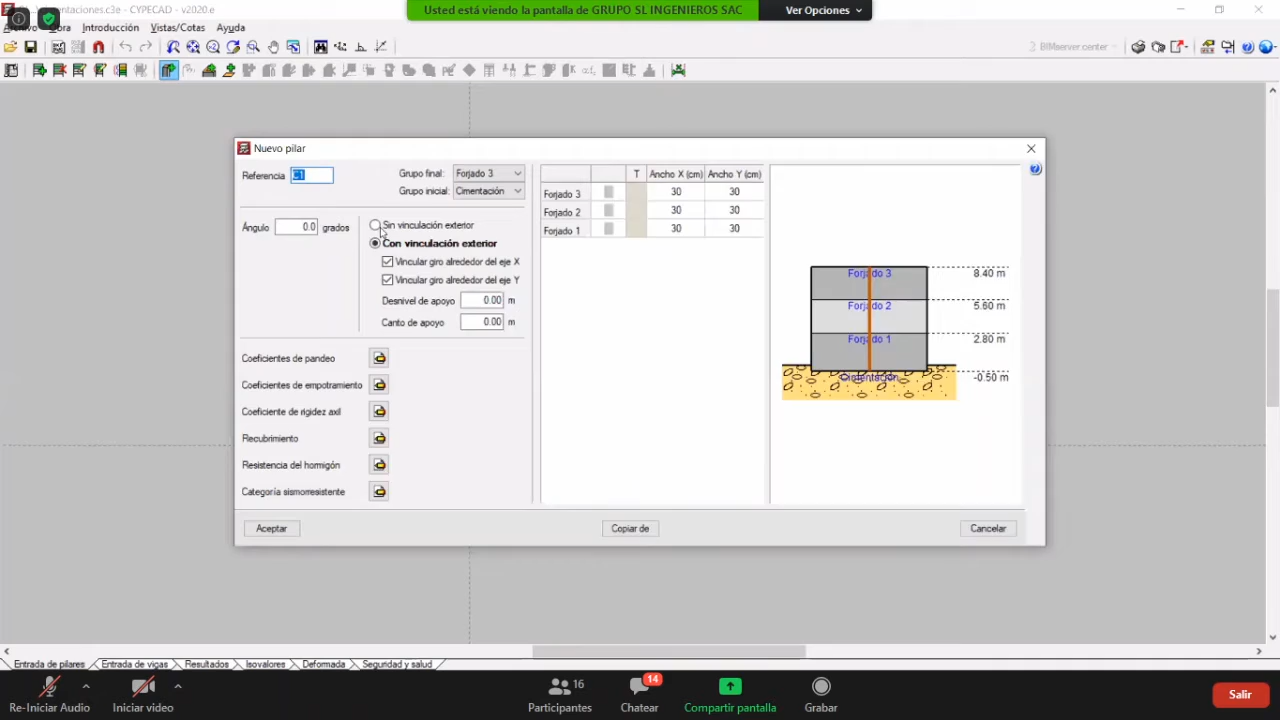 Usted está viendo la pantalla de GRUPO SL INGENIEROS SAC
Ver Opciones
entaciones.c3e - CYPECAD - v2020.e
Archivo Obra Introducción Vistas/Cotas Ayuda
BIMserver.center
Nuevo pilar
Referencia C1
Grupo final: Forjado 3
Grupo inicial: Cimentación
Ángulo 0.0 grados
Sin vinculación exterior
Con vinculación exterior
Vincular giro alrededor del eje X
Vincular giro alrededor del eje Y
Desnivel de apoyo 0.00 m
Canto de apoyo 0.00 m
Coeficientes de pandeo
Coeficientes de empotramiento
Coeficiente de rigidez axil
Recubrimiento
Resistencia del hormigón
Categoría sismorresistente
T Ancho X (cm) Ancho Y (cm)
Forjado 3 30 30
Forjado 2 30 30
Forjado 1 30 30
Forjado 3 8.40 m
Forjado 2 5.60 m
Forjado 1 2.80 m
Cimentación -0.50 m
Aceptar
Copiar de
Cancelar
Entrada de pilares Entrada de vigas Resultados Isovalores Deformada Seguridad y salud
14
16
Re-Iniciar Audio
Iniciar video
Participantes
Chatear
Compartir pantalla
Grabar
Salir